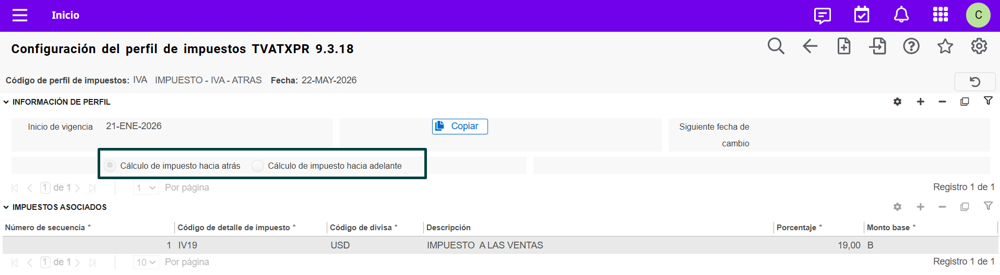 Inicio
C
Configuración del perfil de impuestos TVATXPR 9.3.18
Código de perfil de impuestos: IVA IMPUESTO - IVA - ATRAS Fecha: 22-MAY-2026
INFORMACIÓN DE PERFIL
Inicio de vigencia 21-ENE-2026 Copiar Siguiente fecha de
cambio
Cálculo de impuesto hacia atrás Cálculo de impuesto hacia adelante
1 de 1 1 Por página Registro 1 de 1
IMPUESTOS ASOCIADOS
Número de secuencia * Código de detalle de impuesto * Código de divisa * Descripción Porcentaje * Monto base *
1 IV19 USD IMPUESTO A LAS VENTAS 19,00 B
1 de 1 10 Por página Registro 1 de 1